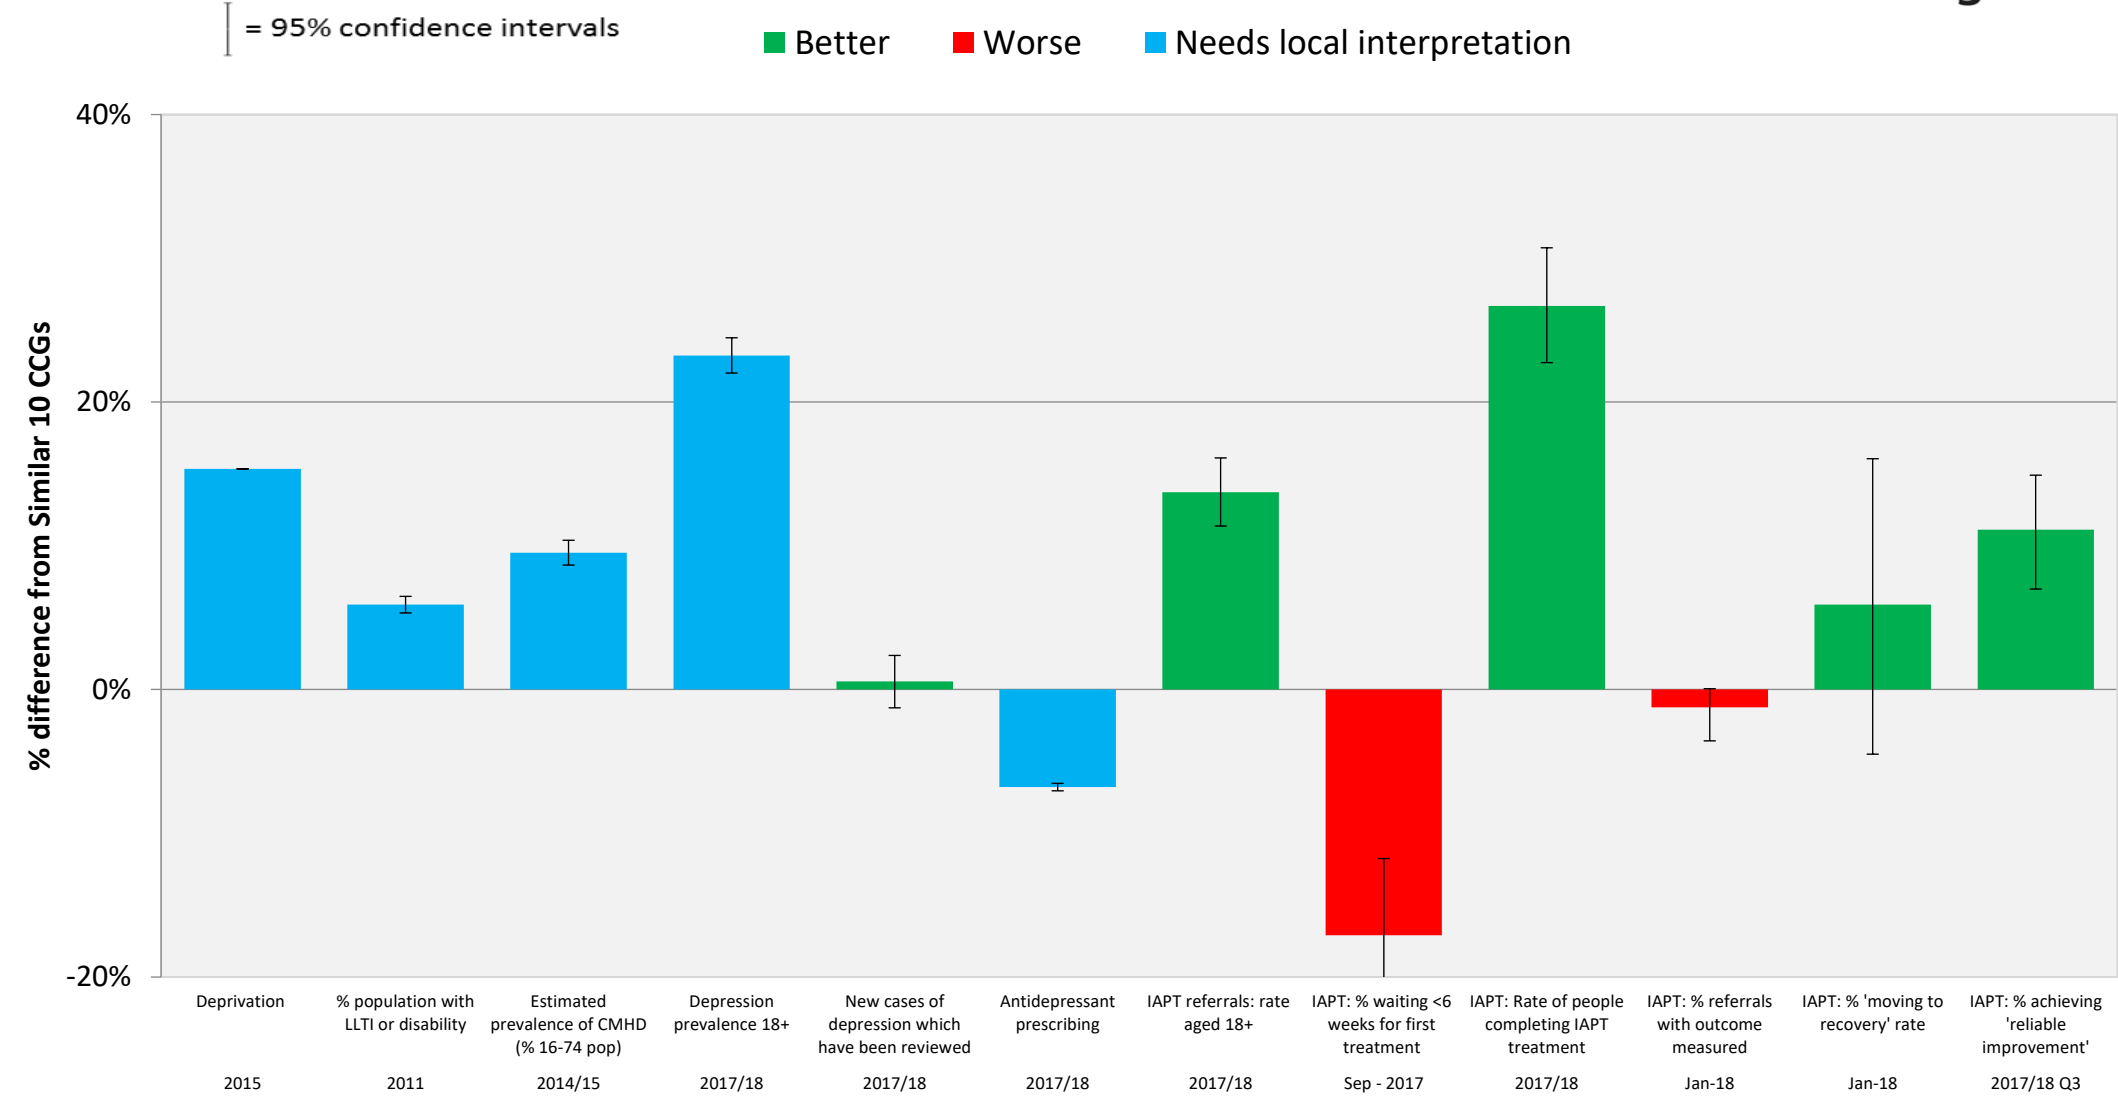 = 95% confidence intervals
Better
Worse
Needs local interpretation
% difference from Similar 10 CCGs
40%
20%
0%
-20%
Deprivation
2015
% population with
LLTI or disability
2011
Estimated
prevalence of CMHD
(% 16-74 pop)
2014/15
Depression
prevalence 18+
2017/18
New cases of
depression which
have been reviewed
2017/18
Antidepressant
prescribing
2017/18
IAPT referrals: rate
aged 18+
2017/18
IAPT: % waiting <6
weeks for first
treatment
Sep - 2017
IAPT: Rate of people
completing IAPT
treatment
2017/18
IAPT: % referrals
with outcome
measured
Jan-18
IAPT: % 'moving to
recovery' rate
Jan-18
IAPT: % achieving
'reliable
improvement'
2017/18 Q3